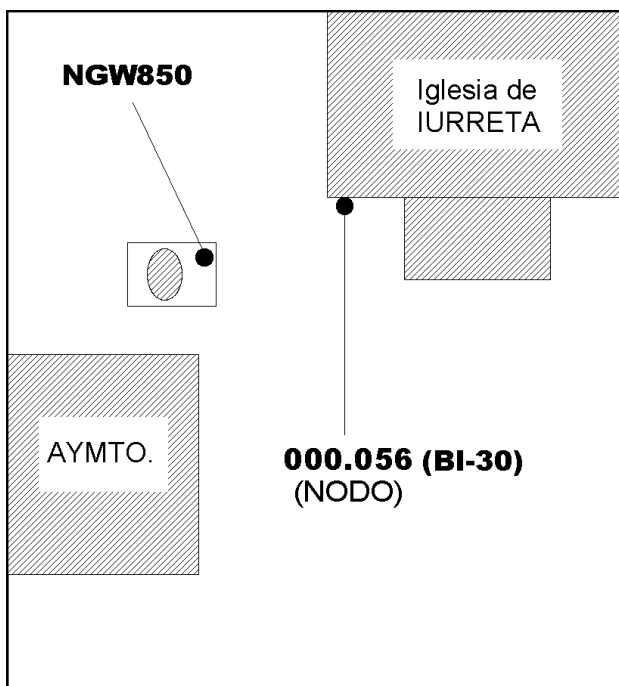 NGW850
Iglesia de
IURRETA
AYMTO.
000.056 (BI-30)
(NODO)